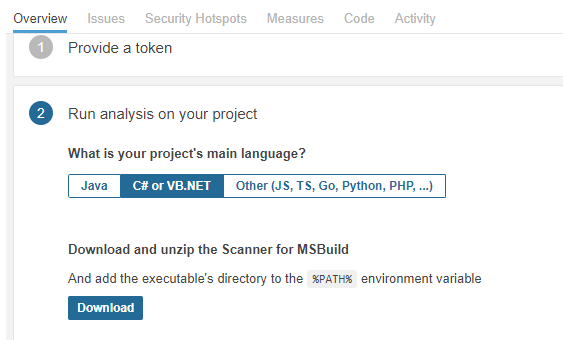 Overview Issues Security Hotspots Measures Code Activity
1 Provide a token
2 Run analysis on your project
What is your project's main language?
Java C# or VB.NET Other (JS, TS, Go, Python, PHP, ...)
Download and unzip the Scanner for MSBuild
And add the executable's directory to the %PATH% environment variable
Download